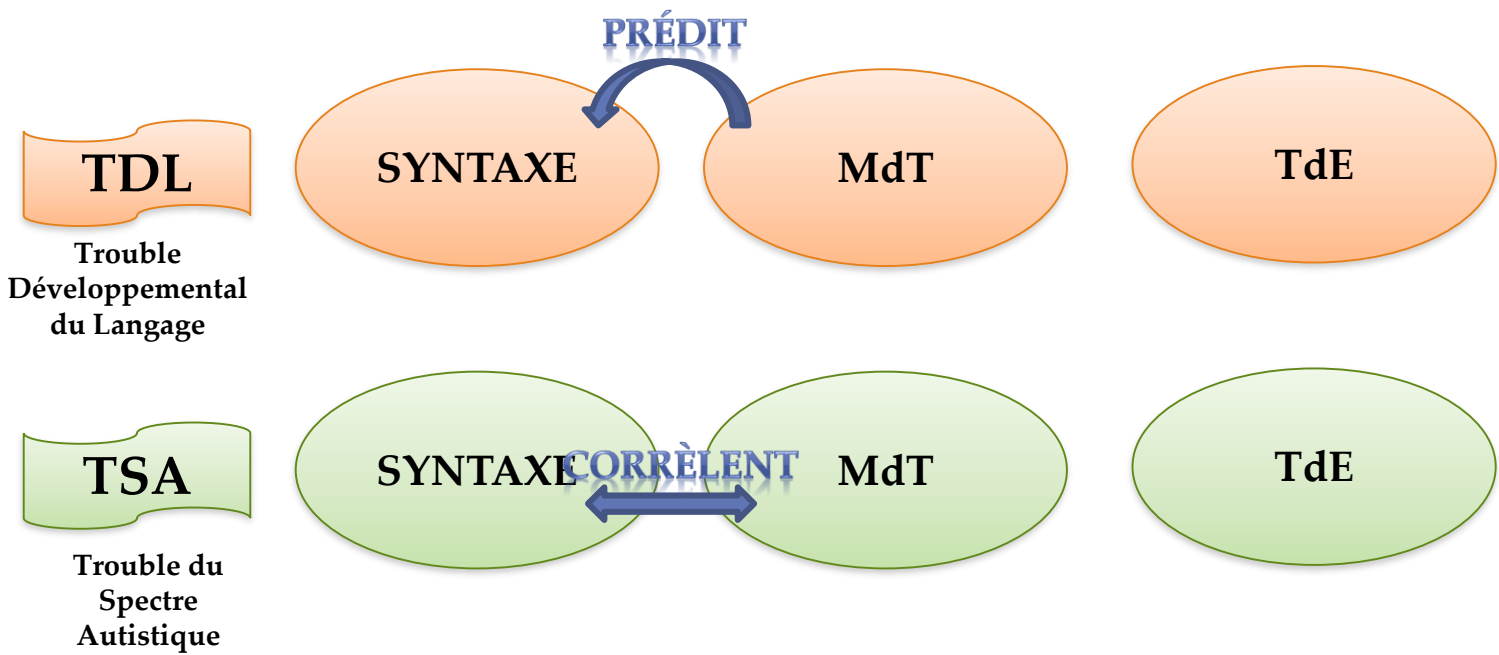 PRÉDIT
TDL
SYNTAXE
MdT
TdE
Trouble
Développemental
du Langage
TSA
SYNTAXE
CORRÈLENT
MdT
TdE
Trouble du
Spectre
Autistique